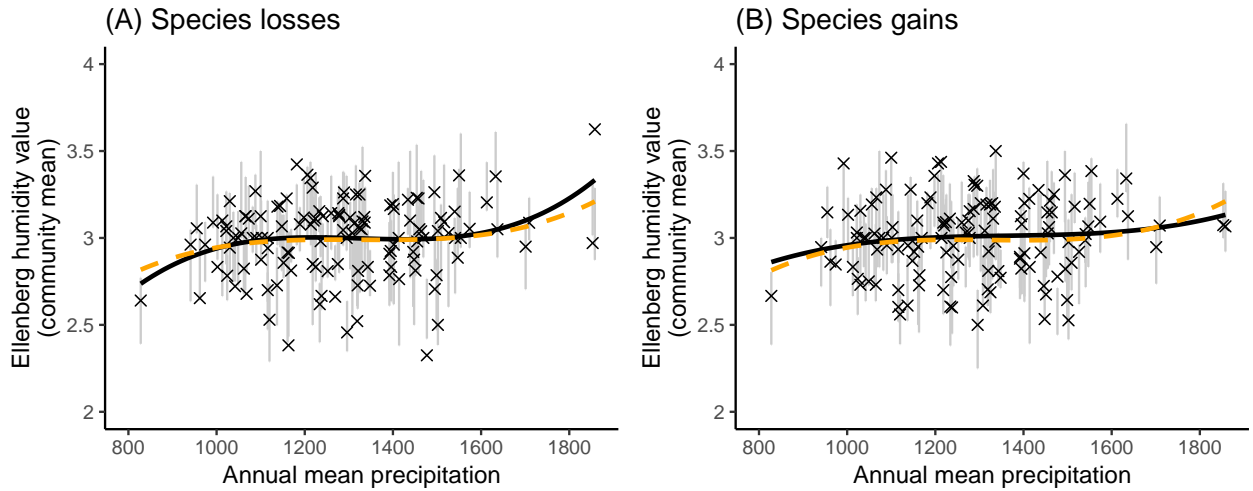 (A) Species losses
Ellenberg humidity value
(community mean)
4
3.5
3
2.5
2
800 1000 1200 1400 1600 1800
Annual mean precipitation
(B) Species gains
Ellenberg humidity value
(community mean)
4
3.5
3
2.5
2
800 1000 1200 1400 1600 1800
Annual mean precipitation